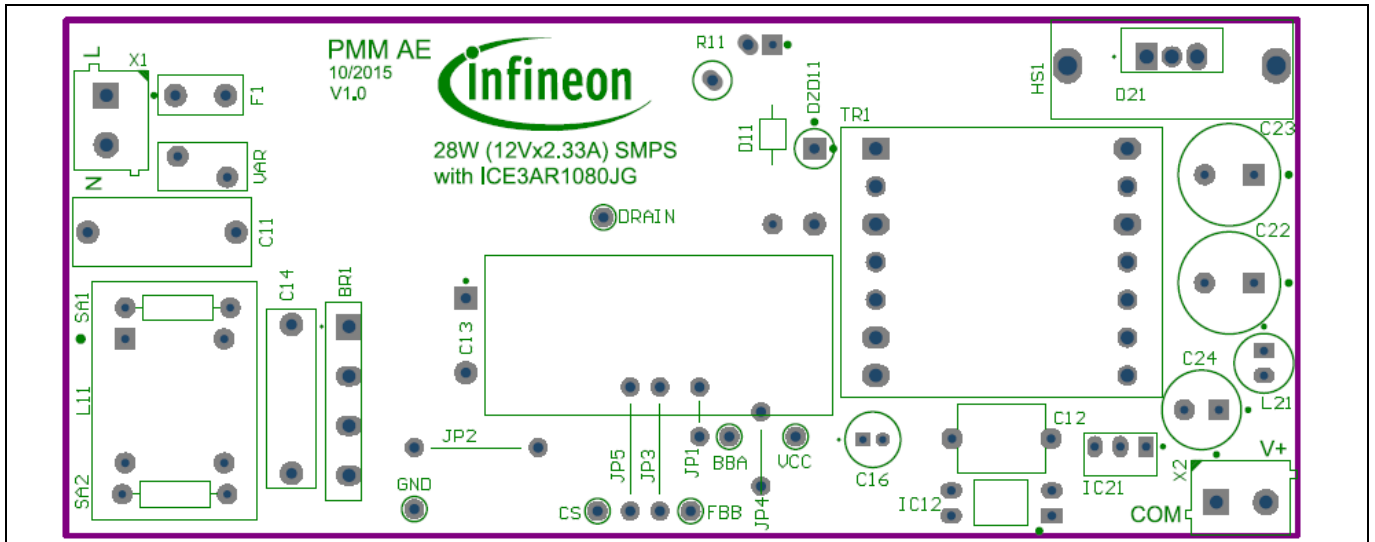 L
X1
F1
N
VAR
C11
PMM AE
10/2015
V1.0
infineon
28W (12Vx2.33A) SMPS
with ICE3AR1080JG
R11
DZD11
D11
TR1
HS1
D21
C23
C22
DRAIN
SA1
L11
SA2
C14
BR1
C13
JP2
GND
JP5
JP3
JP1
BBA
JP4
VCC
CS
FBB
C16
C12
IC12
IC21
C24
L21
X2
V+
COM